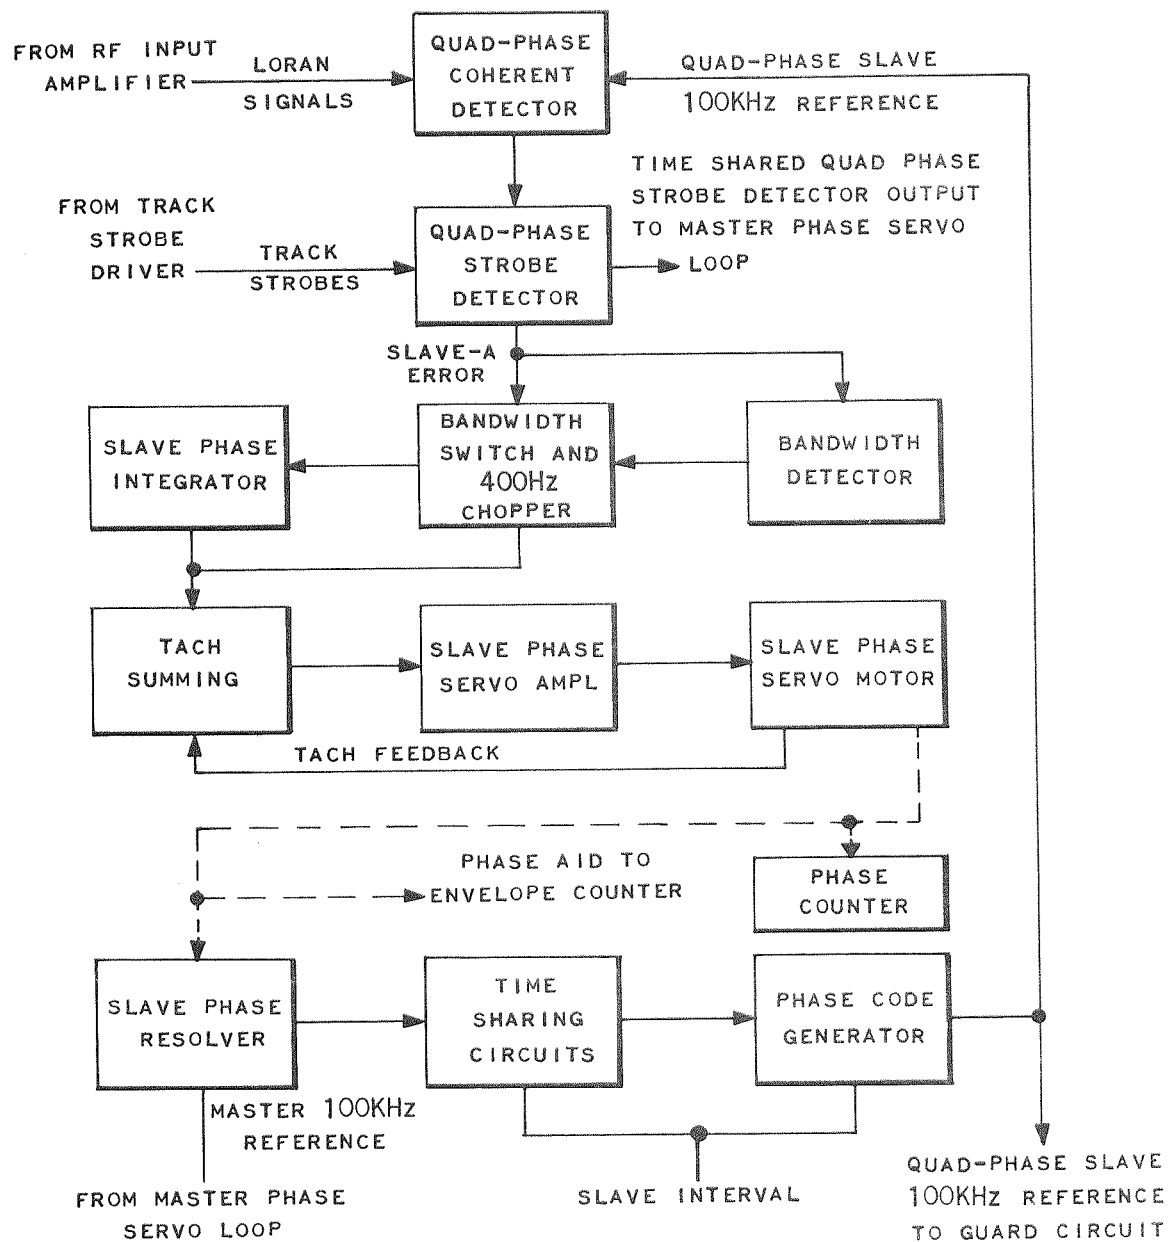 FROM RF INPUT
AMPLIFIER
LORAN
SIGNALS
QUAD-PHASE
COHERENT
DETECTOR
QUAD-PHASE SLAVE
100KHz REFERENCE
TIME SHARED QUAD PHASE
STROBE DETECTOR OUTPUT
TO MASTER PHASE SERVO
LOOP
FROM TRACK
STROBE
DRIVER
TRACK
STROBES
QUAD-PHASE
STROBE
DETECTOR
SLAVE-A
ERROR
SLAVE PHASE
INTEGRATOR
BANDWIDTH
SWITCH AND
400Hz
CHOPPER
BANDWIDTH
DETECTOR
TACH
SUMMING
SLAVE PHASE
SERVO AMPL
SLAVE PHASE
SERVO MOTOR
TACH FEEDBACK
PHASE AID TO
ENVELOPE COUNTER
PHASE
COUNTER
SLAVE PHASE
RESOLVER
TIME
SHARING
CIRCUITS
PHASE CODE
GENERATOR
MASTER 100KHz
REFERENCE
FROM MASTER PHASE
SERVO LOOP
SLAVE INTERVAL
QUAD-PHASE SLAVE
100KHz REFERENCE
TO GUARD CIRCUIT